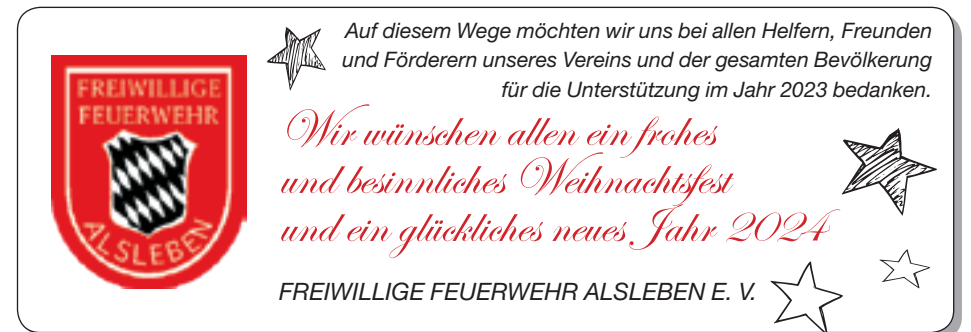 Auf diesem Wege möchten wir uns bei allen Helfern, Freunden
und Förderern unseres Vereins und der gesamten Bevölkerung
für die Unterstützung im Jahr 2023 bedanken.
FREIWILLIGE
FEUERWEHR
ALSLEBEN
Wir wünschen allen ein frohes
und besinnliches Weihnachtsfest
und ein glückliches neues Jahr 2024
FREIWILLIGE FEUERWEHR ALSLEBEN E. V.